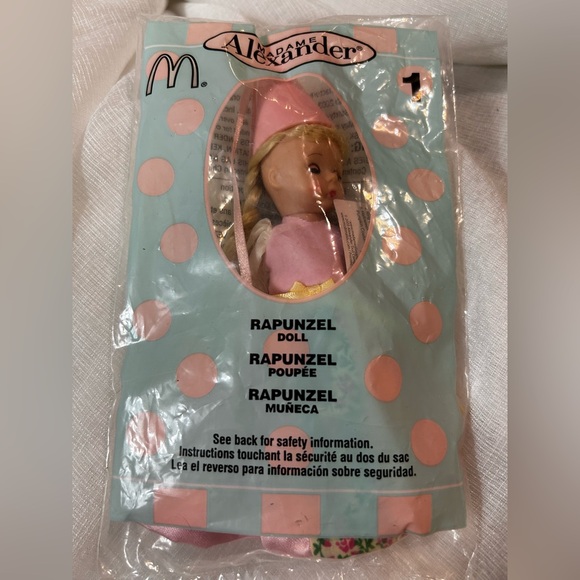 MADAME
Alexander®
M®
1
RAPUNZEL
DOLL
RAPUNZEL
POUPÉE
RAPUNZEL
MUÑECA
See back for safety information.
Instructions touchant la sécurité au dos du sac
Lea el reverso para información sobre seguridad.